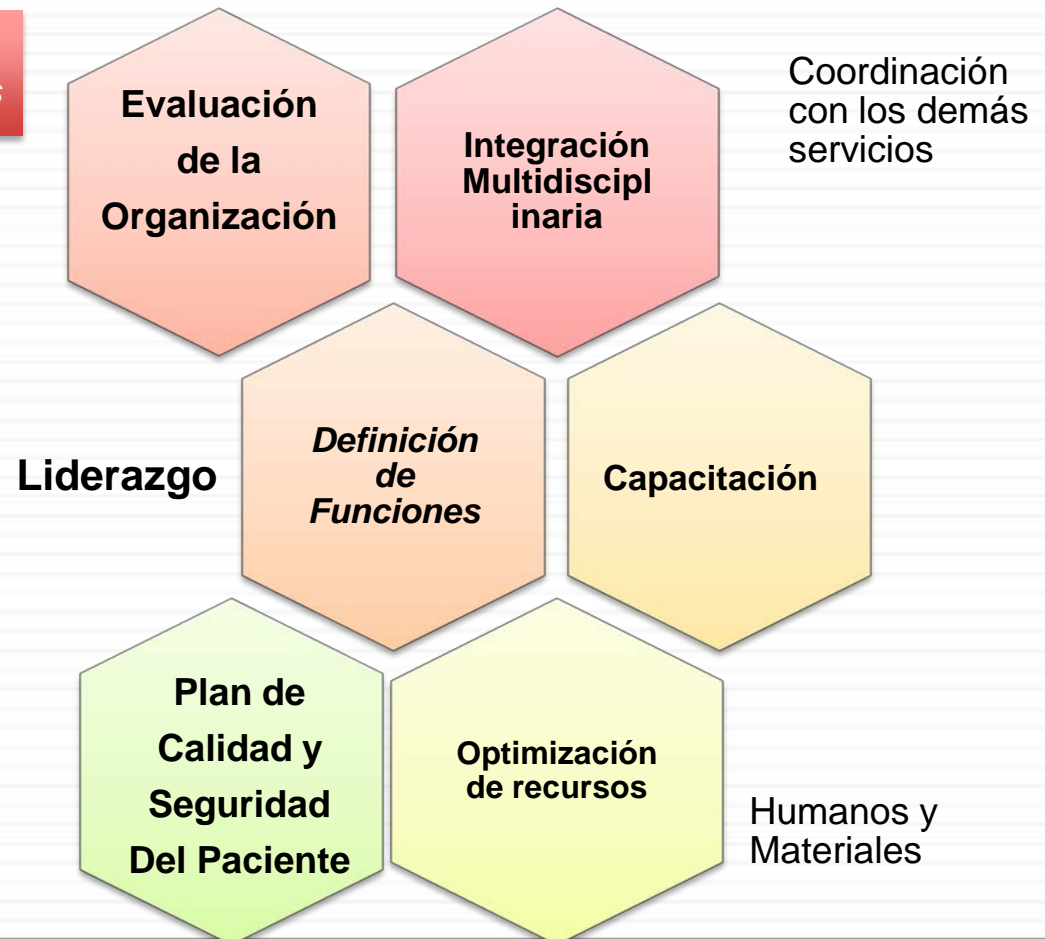 Evaluación
de la
Organización
Integración
Multidiscipl
inaria
Coordinación
con los demás
servicios
Liderazgo
Definición
de
Funciones
Capacitación
Plan de
Calidad y
Seguridad
Del Paciente
Optimización
de recursos
Humanos y
Materiales